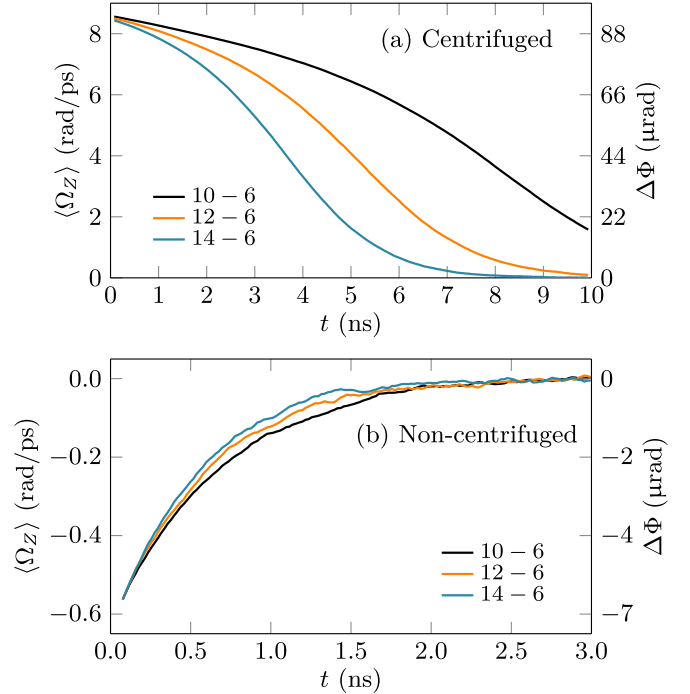 (a) Centrifuged
⟨Ω_Z⟩ (rad/ps)
8
6
4
2
0
ΔΦ (μrad)
88
66
44
22
0
10 − 6
12 − 6
14 − 6
0 1 2 3 4 5 6 7 8 9 10
t (ns)
(b) Non-centrifuged
⟨Ω_Z⟩ (rad/ps)
0.0
−0.2
−0.4
−0.6
ΔΦ (μrad)
0
−2
−4
−7
10 − 6
12 − 6
14 − 6
0.0 0.5 1.0 1.5 2.0 2.5 3.0
t (ns)